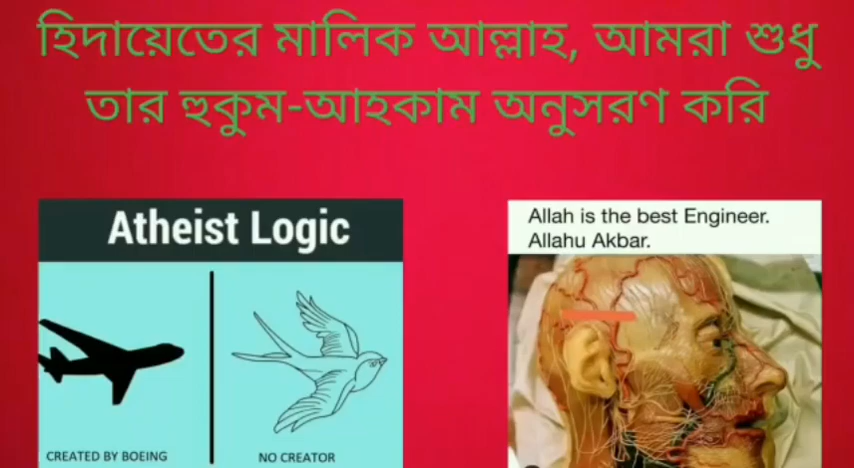 হিদায়েতের মালিক আল্লাহ, আমরা শুধু
তার হুকুম-আহকাম অনুসরণ করি
Atheist Logic
CREATED BY BOEING
NO CREATOR
Allah is the best Engineer.
Allahu Akbar.